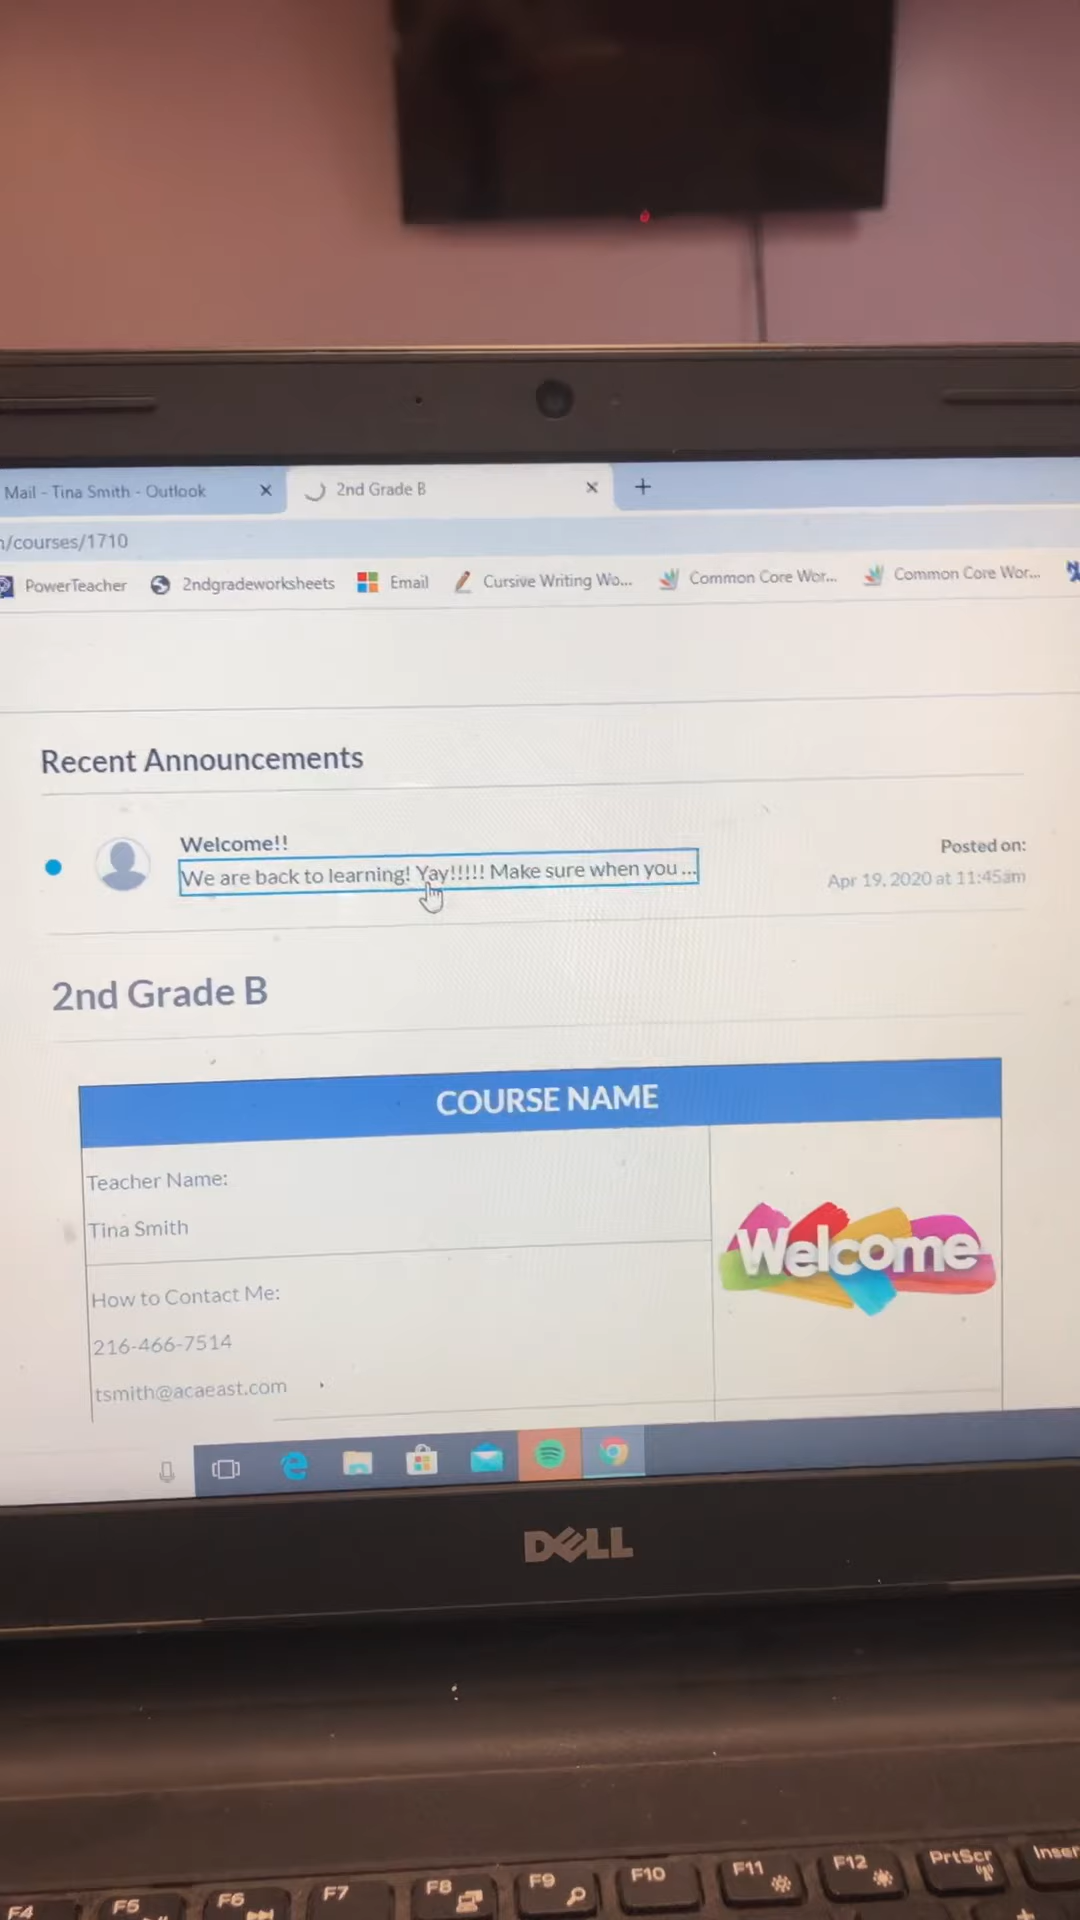 Mail - Tina Smith - Outlook
2nd Grade B
/courses/1710
PowerTeacher
2ndgradeworksheets
Email
Cursive Writing Wo...
Common Core Wor...
Common Core Wor...
Recent Announcements
Welcome!!
We are back to learning! Yay!!!!! Make sure when you ...
Posted on:
Apr 19, 2020 at 11:45am
2nd Grade B
COURSE NAME
Teacher Name:
Tina Smith
Welcome
How to Contact Me:
216-466-7514
tsmith@acaeast.com
DELL
F4
F5
F6
F7
F8
F9
F10
F11
F12
PrtScr
Inser